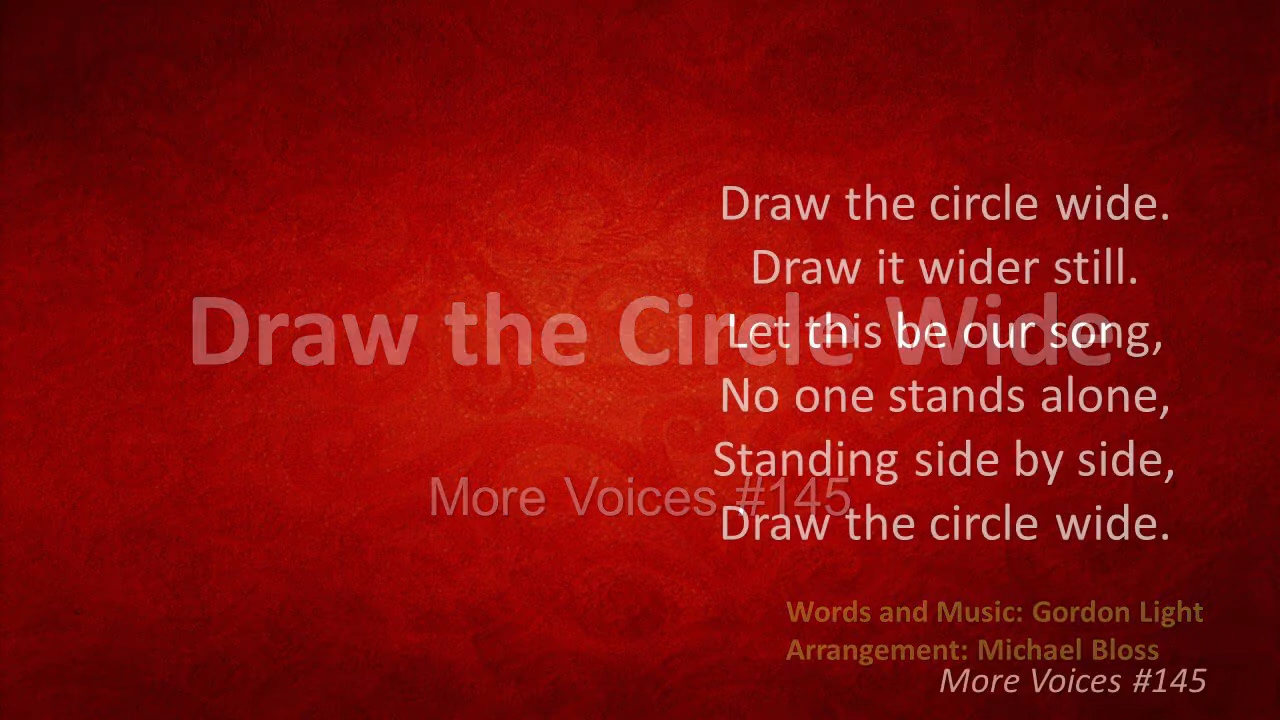 Draw the circle wide.
Draw it wider still.
Draw the Circle Wide
Let this be our song,
No one stands alone,
Standing side by side,
More Voices #145
Draw the circle wide.
Words and Music: Gordon Light
Arrangement: Michael Bloss
More Voices #145